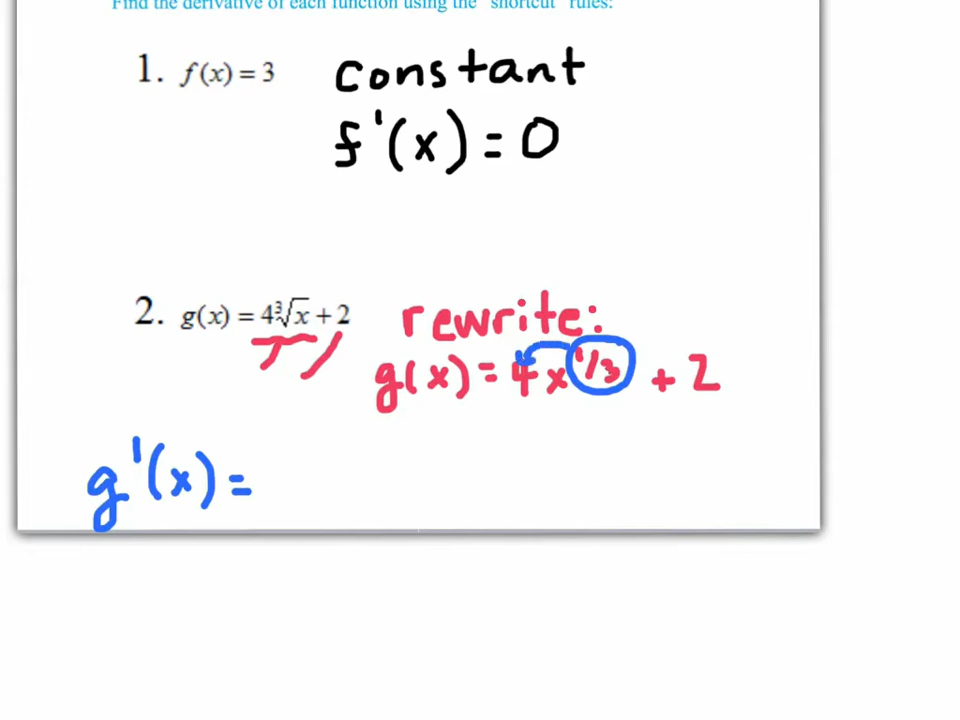 Find the derivative of each function using the "shortcut" rules:
1. f(x) = 3 constant
f'(x) = 0
2. g(x) = 4∛x + 2 rewrite:
g(x) = 4x^1/3 + 2
g'(x) =